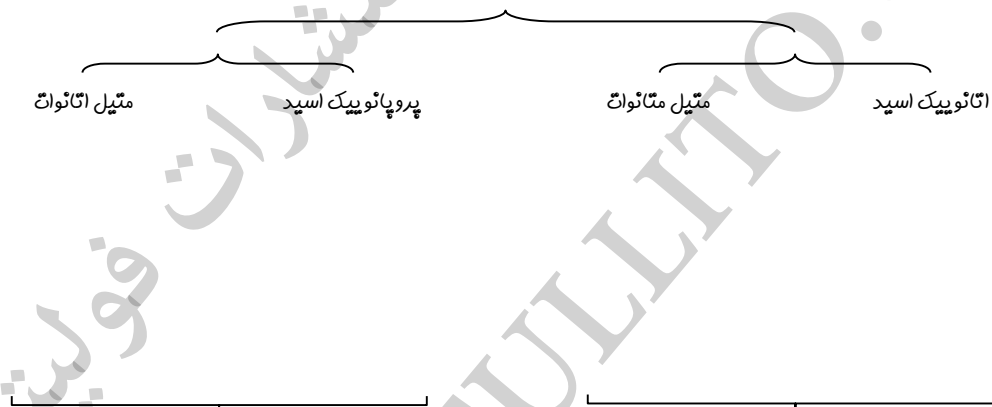 اتانوییک اسید
متیل متانوات
پروپانوییک اسید
متیل اتانوات